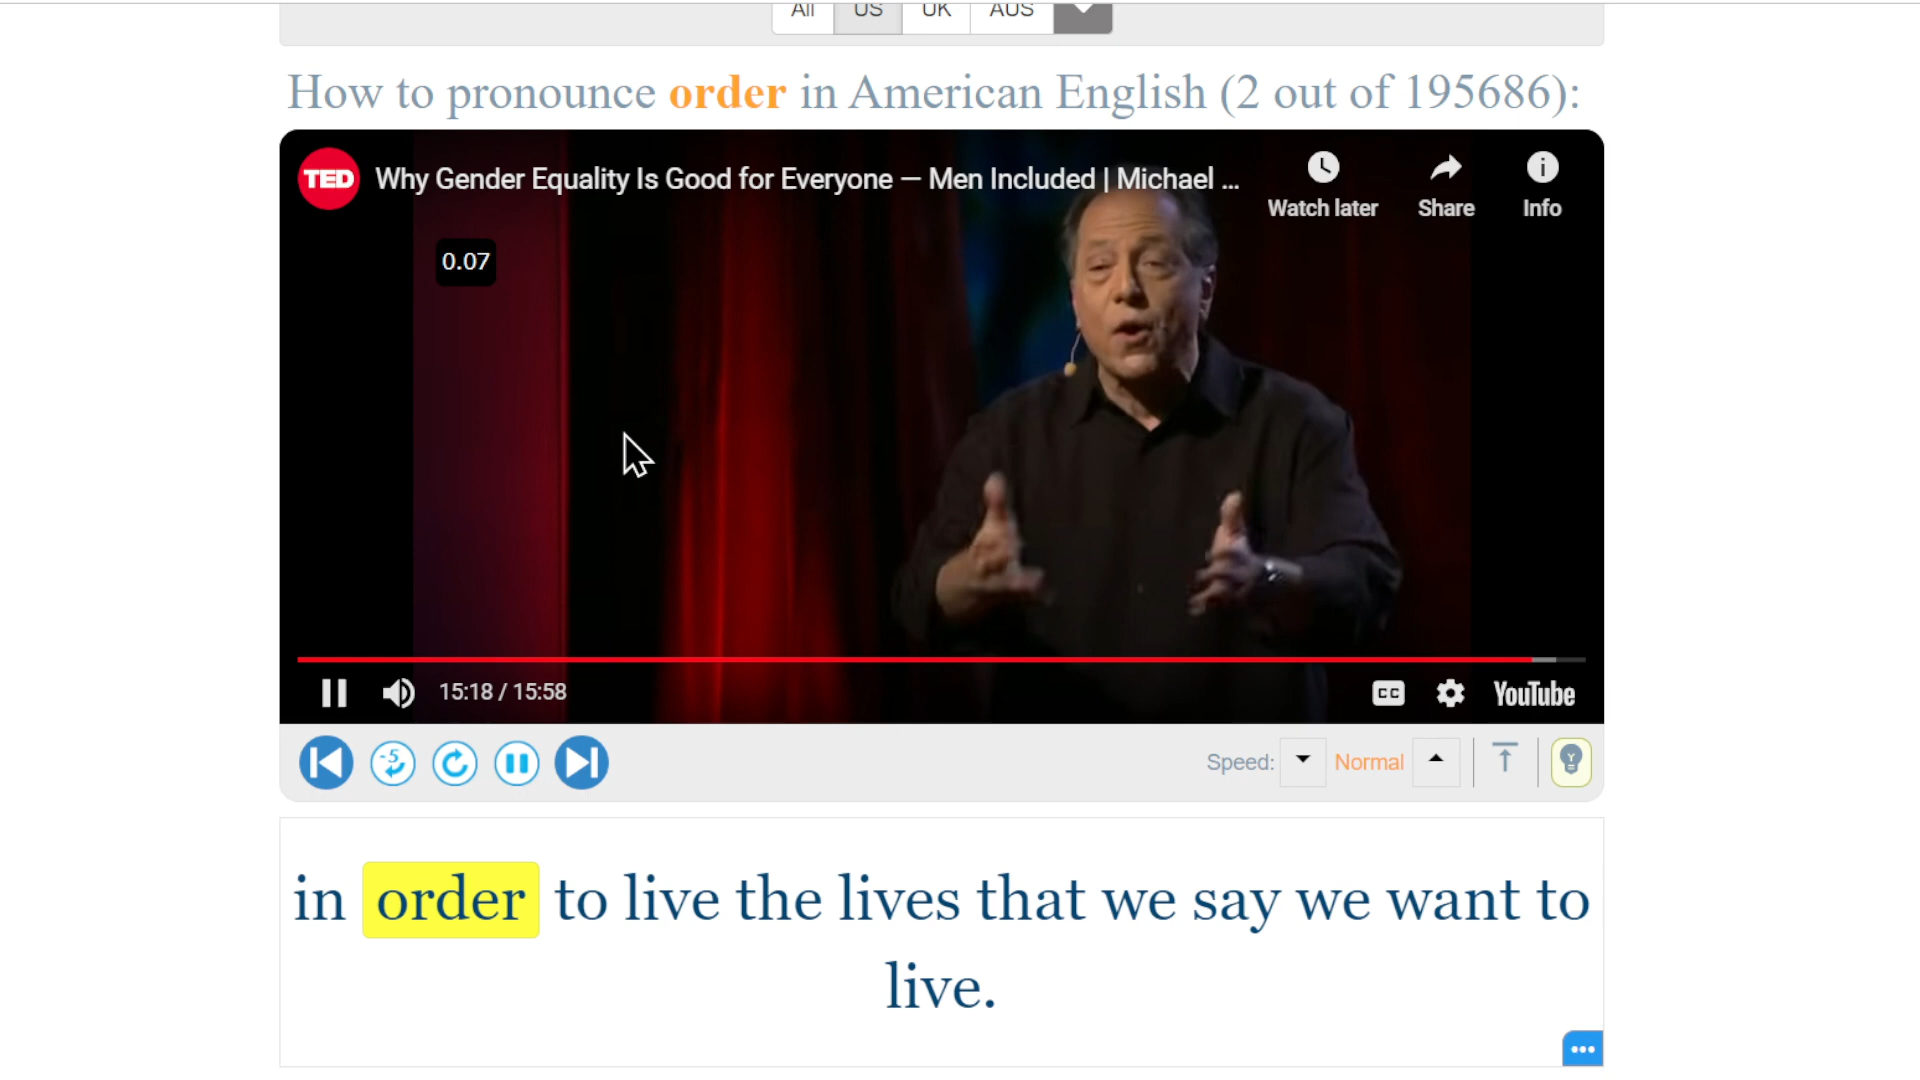 All US UK AUS
How to pronounce order in American English (2 out of 195686):
TED Why Gender Equality Is Good for Everyone — Men Included | Michael ...
Watch later Share Info
0.07
15:18 / 15:58 CC YouTube
-5 Speed: Normal
in order to live the lives that we say we want to
live.